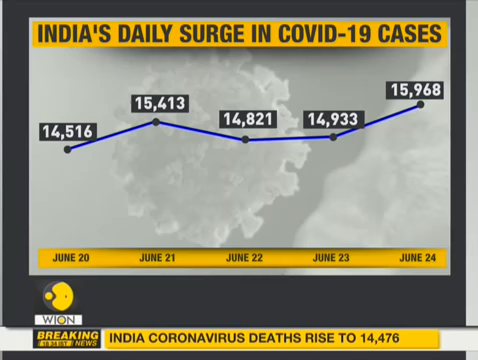 INDIA'S DAILY SURGE IN COVID-19 CASES
14,516
15,413
14,821
14,933
15,968
JUNE 20
JUNE 21
JUNE 22
JUNE 23
JUNE 24
WION
BREAKING
NEWS
INDIA CORONAVIRUS DEATHS RISE TO 14,476